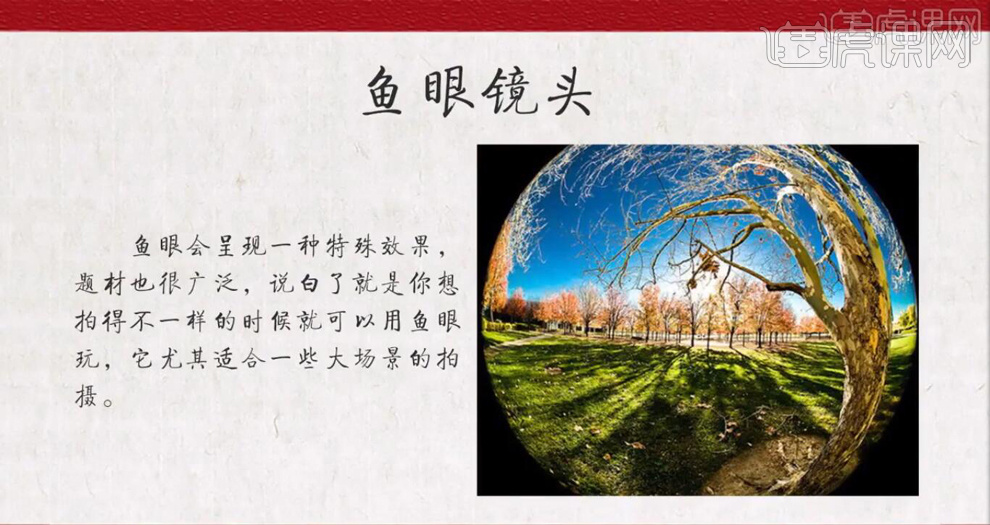 虎课网
鱼眼镜头
鱼眼会呈现一种特殊效果，
题材也很广泛，说白了就是你想
拍得不一样的时候就可以用鱼眼
玩，它尤其适合一些大场景的拍
摄。